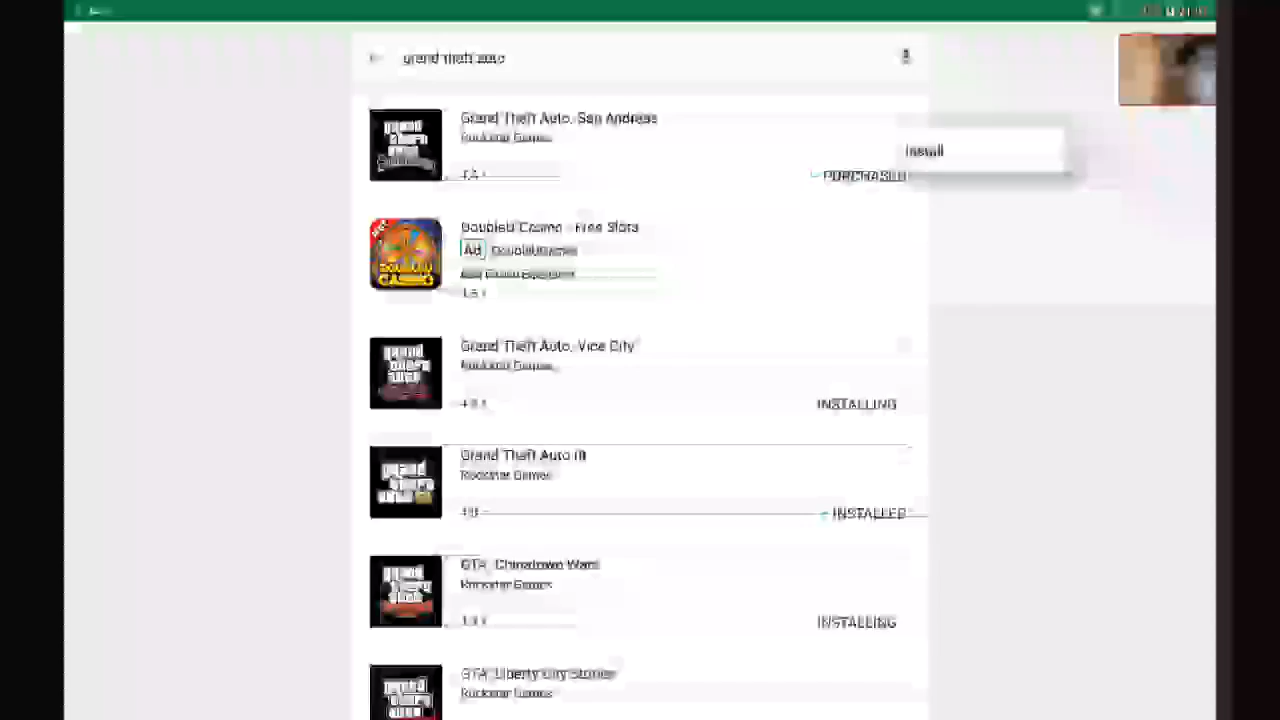 grand theft auto
Grand Theft Auto: San Andreas
Rockstar Games
Install
PURCHASED
DoubleU Casino - Free Slots
Ad DoubleUGames
Grand Theft Auto: Vice City
Rockstar Games
INSTALLING
Grand Theft Auto III
Rockstar Games
INSTALLED
GTA: Chinatown Wars
Rockstar Games
INSTALLING
GTA: Liberty City Stories
Rockstar Games